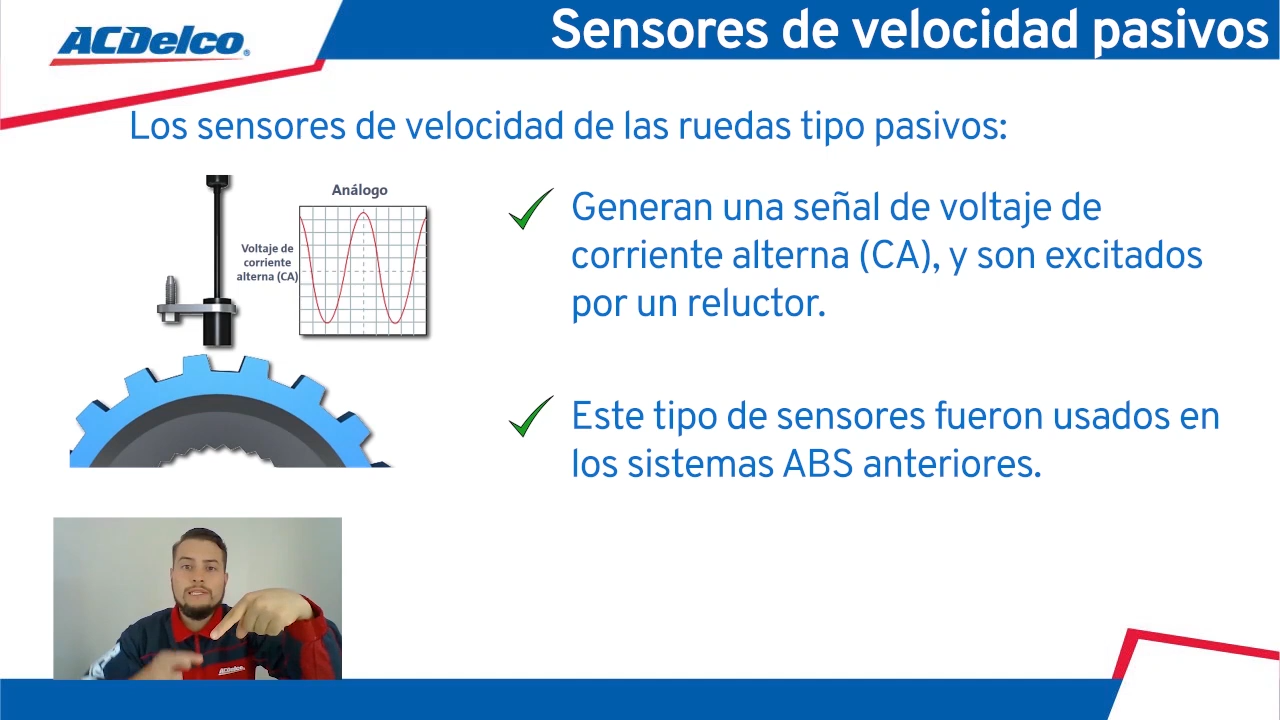 ACDelco®
Sensores de velocidad pasivos
Los sensores de velocidad de las ruedas tipo pasivos:
Análogo
Voltaje de
corriente
alterna (CA)
Generan una señal de voltaje de
corriente alterna (CA), y son excitados
por un reluctor.
Este tipo de sensores fueron usados en
los sistemas ABS anteriores.
ACDelco